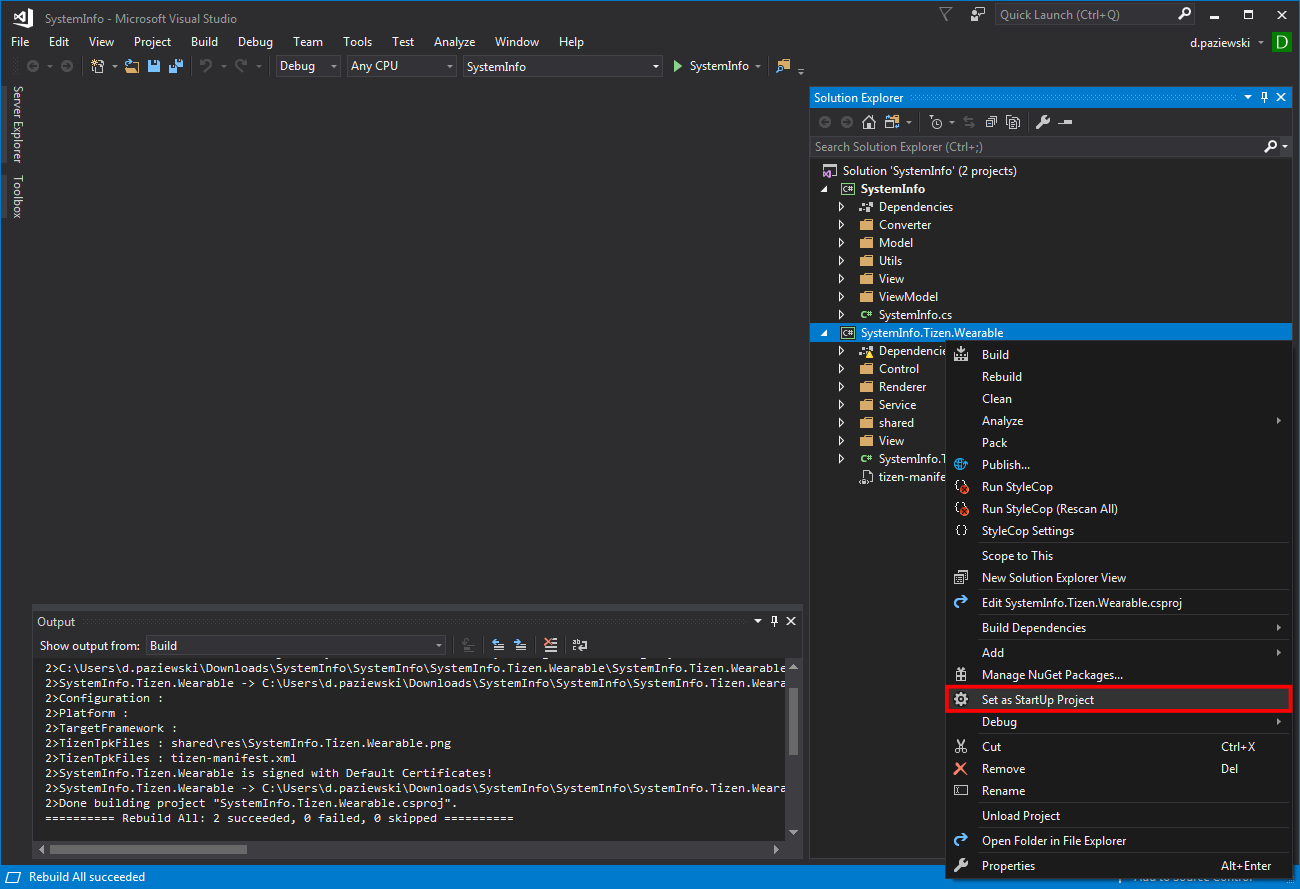 SystemInfo - Microsoft Visual Studio
Quick Launch (Ctrl+Q)
File Edit View Project Build Debug Team Tools Test Analyze Window Help
d.paziewski D
Debug Any CPU SystemInfo SystemInfo
Server Explorer
Toolbox
Solution Explorer
Search Solution Explorer (Ctrl+;)
Solution 'SystemInfo' (2 projects)
C# SystemInfo
Dependencies
Converter
Model
Utils
View
ViewModel
C# SystemInfo.cs
C# SystemInfo.Tizen.Wearable
Dependencie
Control
Renderer
Service
shared
View
C# SystemInfo.T
tizen-manife
Build
Rebuild
Clean
Analyze
Pack
Publish...
Run StyleCop
Run StyleCop (Rescan All)
StyleCop Settings
Scope to This
New Solution Explorer View
Edit SystemInfo.Tizen.Wearable.csproj
Build Dependencies
Add
Manage NuGet Packages...
Set as StartUp Project
Debug
Cut Ctrl+X
Remove Del
Rename
Unload Project
Open Folder in File Explorer
Properties Alt+Enter
Output
Show output from: Build
2>C:\Users\d.paziewski\Downloads\SystemInfo\SystemInfo\SystemInfo.Tizen.Wearable\SystemInfo.Tizen.Wearable
2>SystemInfo.Tizen.Wearable -> C:\Users\d.paziewski\Downloads\SystemInfo\SystemInfo\SystemInfo.Tizen.Weara
2>Configuration :
2>Platform :
2>TargetFramework :
2>TizenTpkFiles : shared\res\SystemInfo.Tizen.Wearable.png
2>TizenTpkFiles : tizen-manifest.xml
2>SystemInfo.Tizen.Wearable is signed with Default Certificates!
2>SystemInfo.Tizen.Wearable -> C:\Users\d.paziewski\Downloads\SystemInfo\SystemInfo\SystemInfo.Tizen.Weara
2>Done building project "SystemInfo.Tizen.Wearable.csproj".
========== Rebuild All: 2 succeeded, 0 failed, 0 skipped ==========
Rebuild All succeeded
Add to Source Control